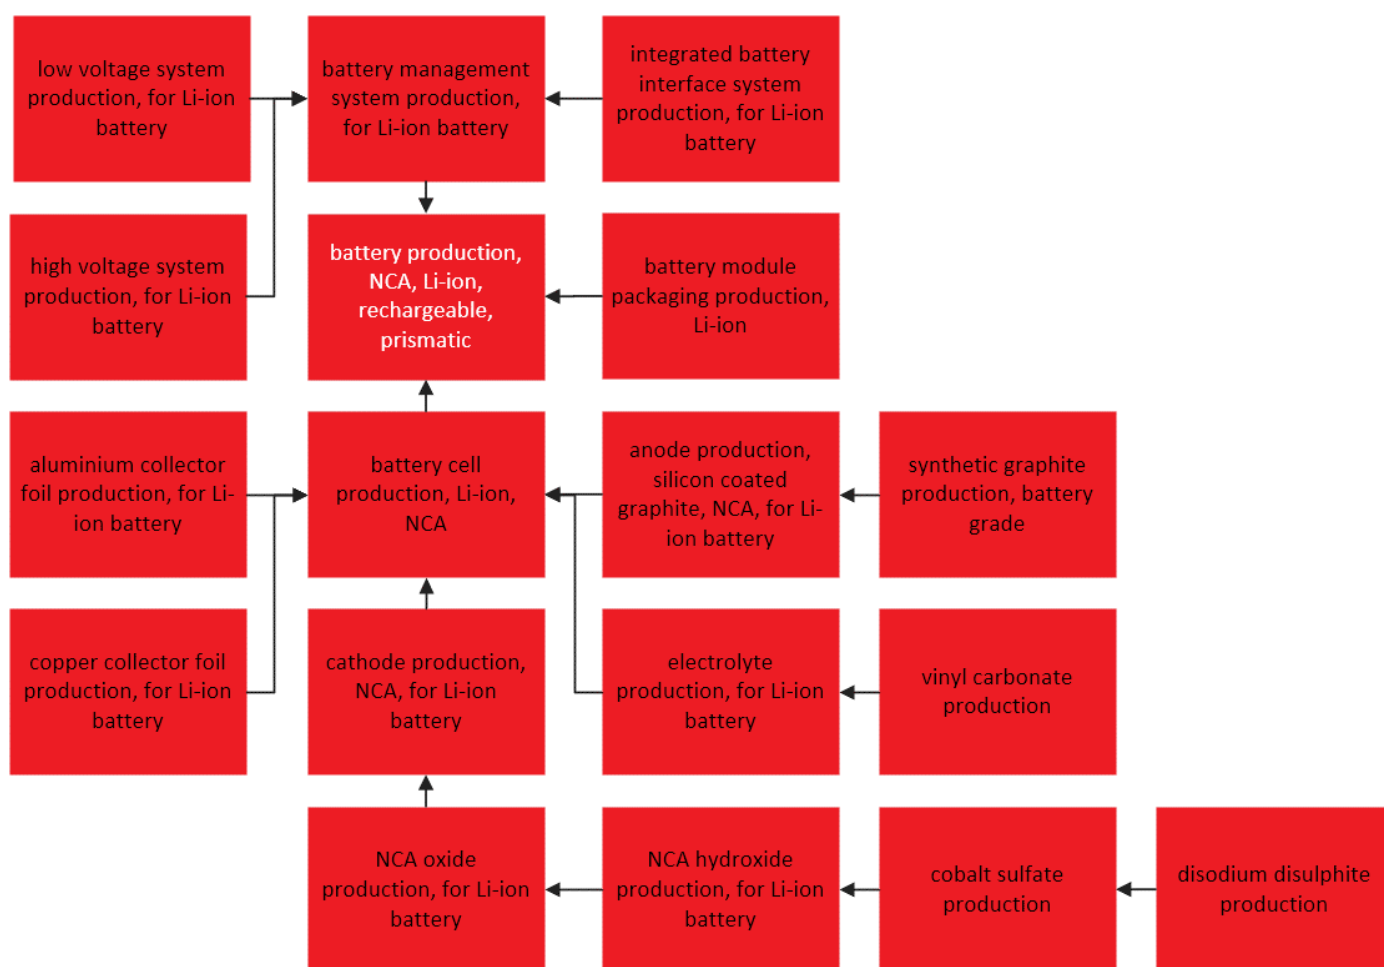 low voltage system
production, for Li-ion
battery
battery management
system production,
for Li-ion battery
integrated battery
interface system
production, for Li-ion
battery
high voltage system
production, for Li-ion
battery
battery production,
NCA, Li-ion,
rechargeable,
prismatic
battery module
packaging production,
Li-ion
aluminium collector
foil production, for Li-
ion battery
battery cell
production, Li-ion,
NCA
anode production,
silicon coated
graphite, NCA, for Li-
ion battery
synthetic graphite
production, battery
grade
copper collector foil
production, for Li-ion
battery
cathode production,
NCA, for Li-ion
battery
electrolyte
production, for Li-ion
battery
vinyl carbonate
production
NCA oxide
production, for Li-ion
battery
NCA hydroxide
production, for Li-ion
battery
cobalt sulfate
production
disodium disulphite
production